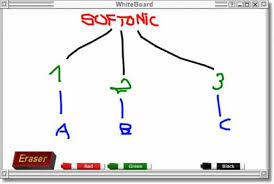 WhiteBoard
SOFTONIC
1 2 3
A B C
Eraser Red Green Black